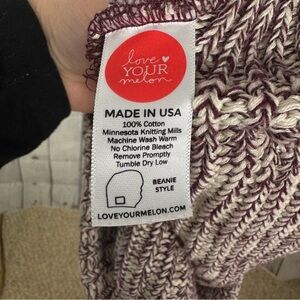 love
YOUR
melon
MADE IN USA
100% Cotton
Minnesota Knitting Mills
Machine Wash Warm
No Chlorine Bleach
Remove Promptly
Tumble Dry Low
BEANIE
STYLE
LOVEYOURMELON.COM